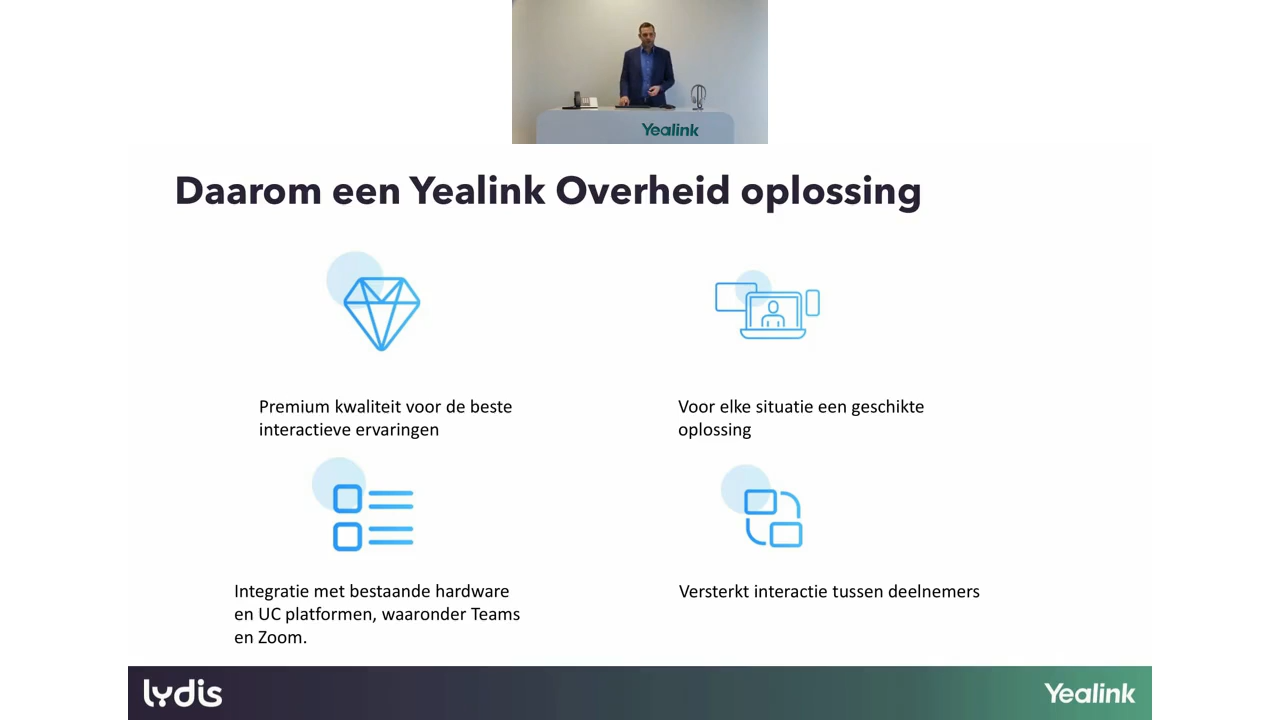 Yealink
Daarom een Yealink Overheid oplossing
Premium kwaliteit voor de beste
interactieve ervaringen
Voor elke situatie een geschikte
oplossing
Integratie met bestaande hardware
en UC platformen, waaronder Teams
en Zoom.
Versterkt interactie tussen deelnemers
lydis
Yealink